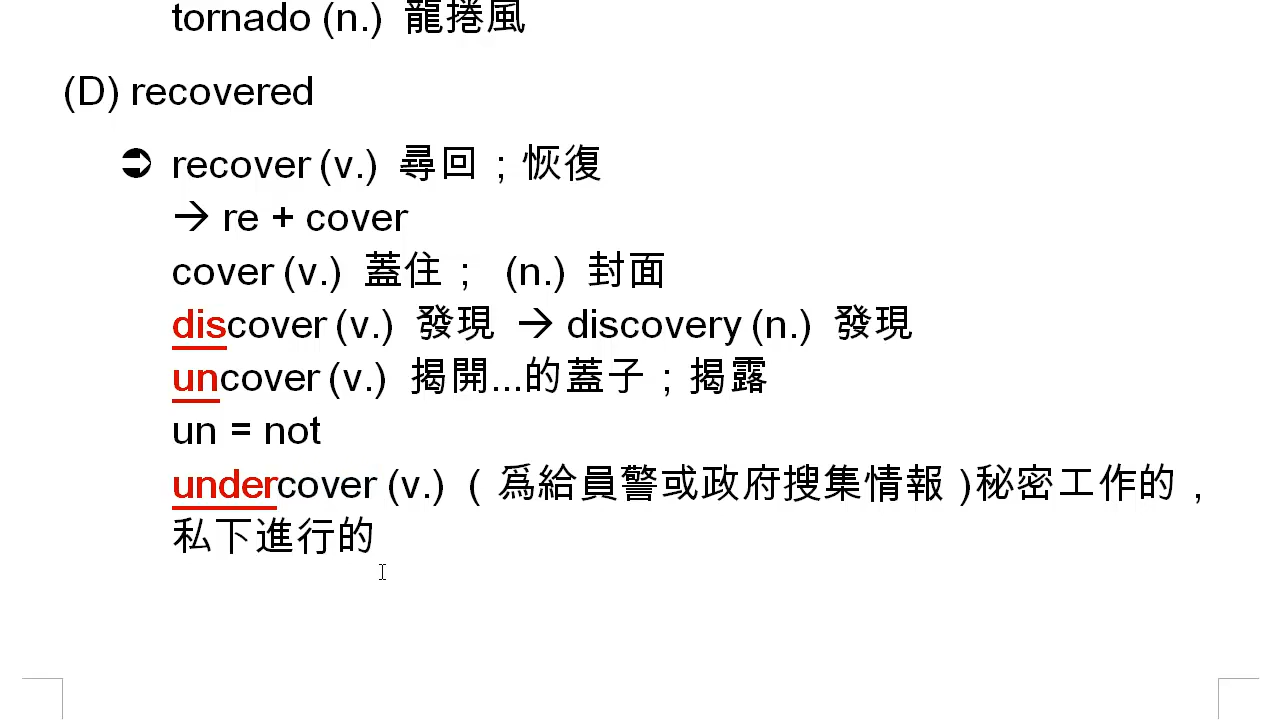 tornado (n.) 龍捲風
(D) recovered
➲ recover (v.) 尋回；恢復
→ re + cover
cover (v.) 蓋住； (n.) 封面
discover (v.) 發現 → discovery (n.) 發現
uncover (v.) 揭開...的蓋子；揭露
un = not
undercover (v.) （爲給員警或政府搜集情報)秘密工作的，
私下進行的